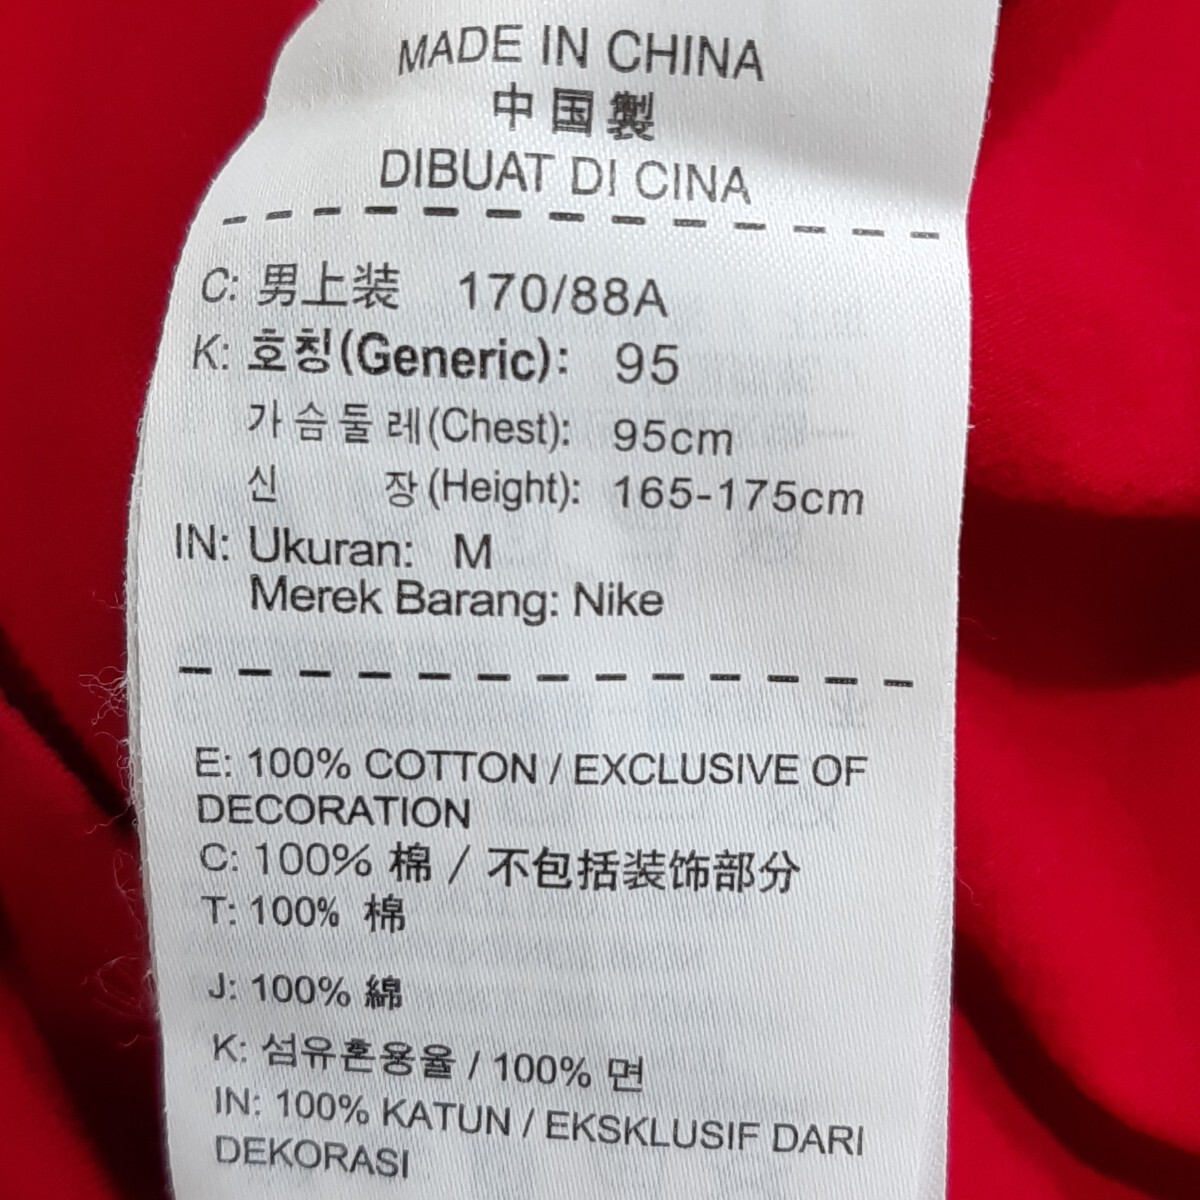 MADE IN CHINA
中国製
DIBUAT DI CINA
C: 男上装 170/88A
K: 호칭(Generic): 95
가슴둘레(Chest): 95cm
신 장(Height): 165-175cm
IN: Ukuran: M
Merek Barang: Nike
E: 100% COTTON / EXCLUSIVE OF
DECORATION
C: 100% 棉 / 不包括装饰部分
T: 100% 棉
J: 100% 綿
K: 섬유혼용율 / 100% 면
IN: 100% KATUN / EKSKLUSIF DARI
DEKORASI